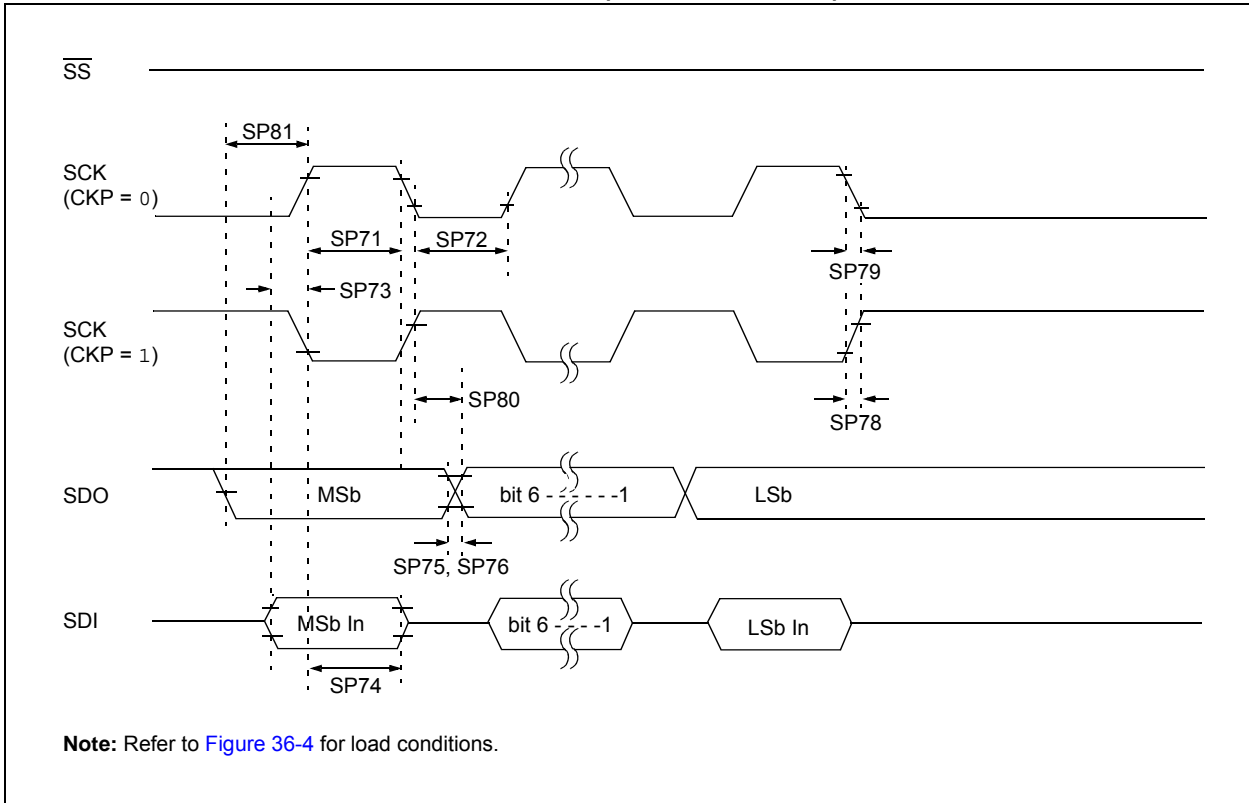 SS
SP81
SCK
(CKP = 0)
SP71
SP72
SP79
SP73
SCK
(CKP = 1)
SP80
SP78
SDO
MSb
bit 6 - - - - - -1
LSb
SP75, SP76
SDI
MSb In
bit 6 - - - -1
LSb In
SP74
Note: Refer to Figure 36-4 for load conditions.